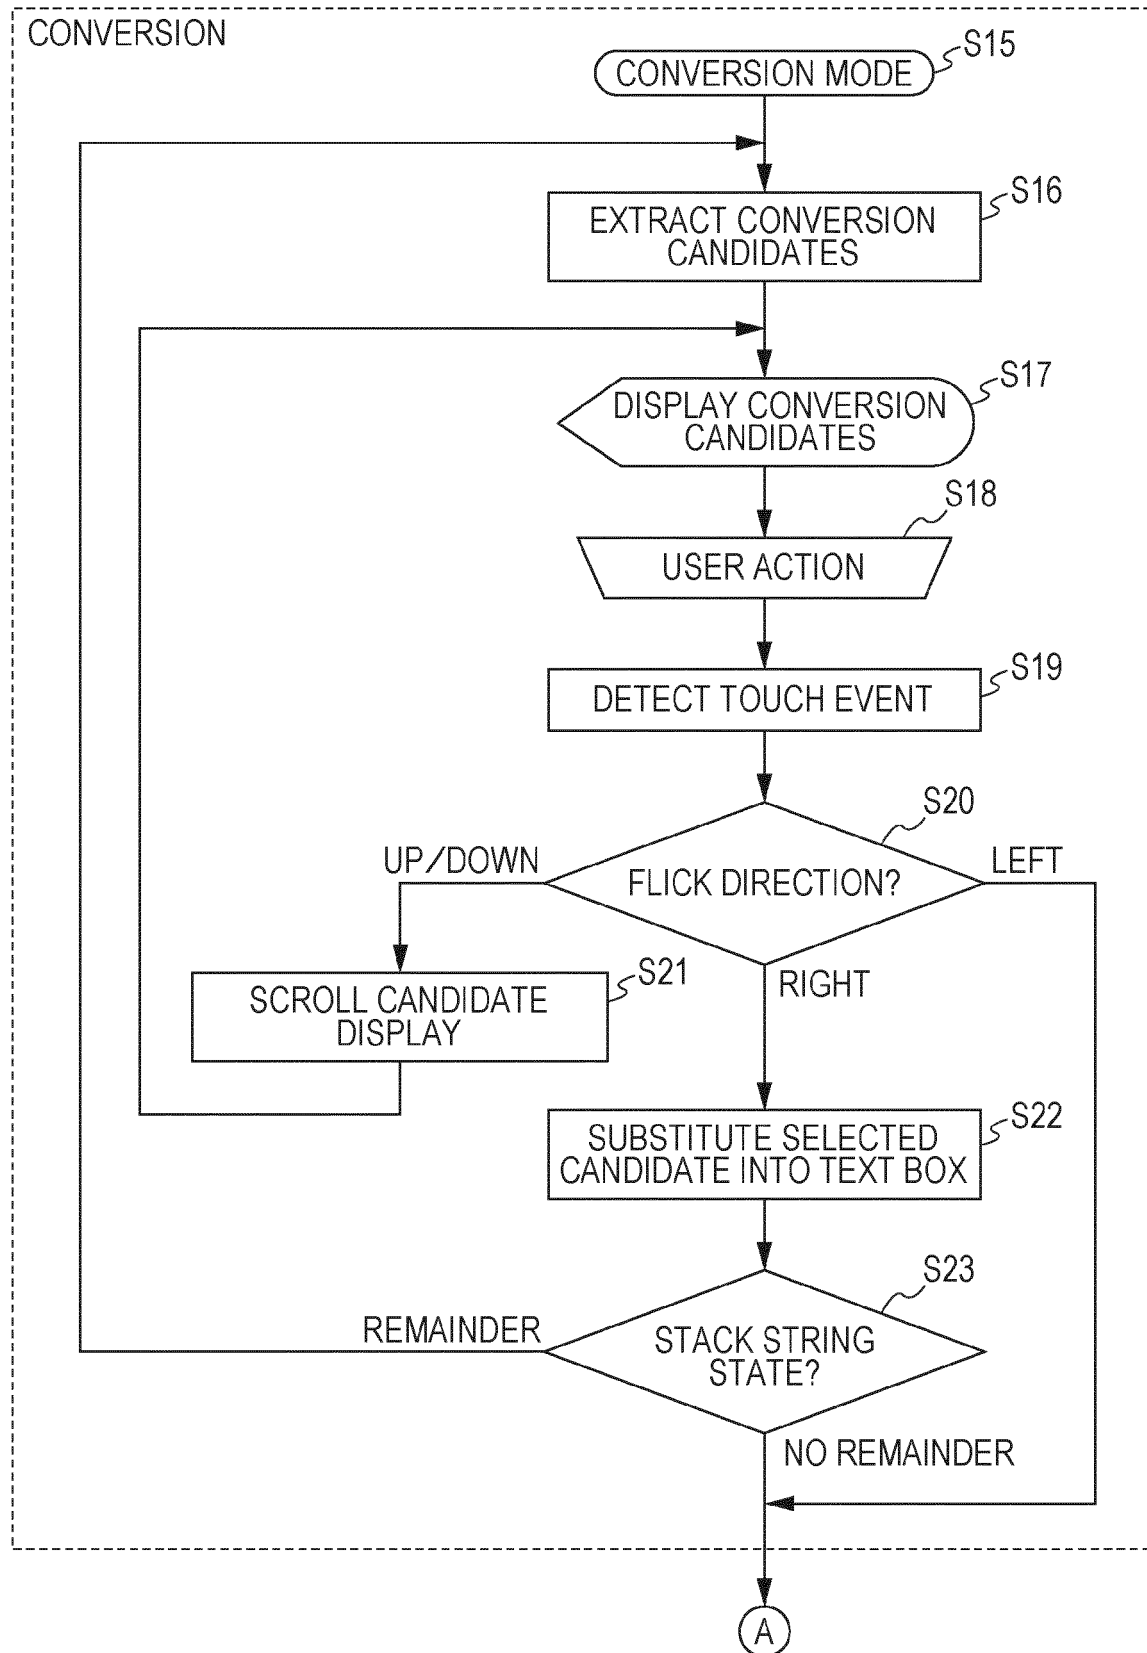 CONVERSION
CONVERSION MODE
S15
EXTRACT CONVERSION
CANDIDATES
S16
DISPLAY CONVERSION
CANDIDATES
S17
USER ACTION
S18
DETECT TOUCH EVENT
S19
FLICK DIRECTION?
S20
UP/DOWN
LEFT
RIGHT
SCROLL CANDIDATE
DISPLAY
S21
SUBSTITUTE SELECTED
CANDIDATE INTO TEXT BOX
S22
STACK STRING
STATE?
S23
REMAINDER
NO REMAINDER
A